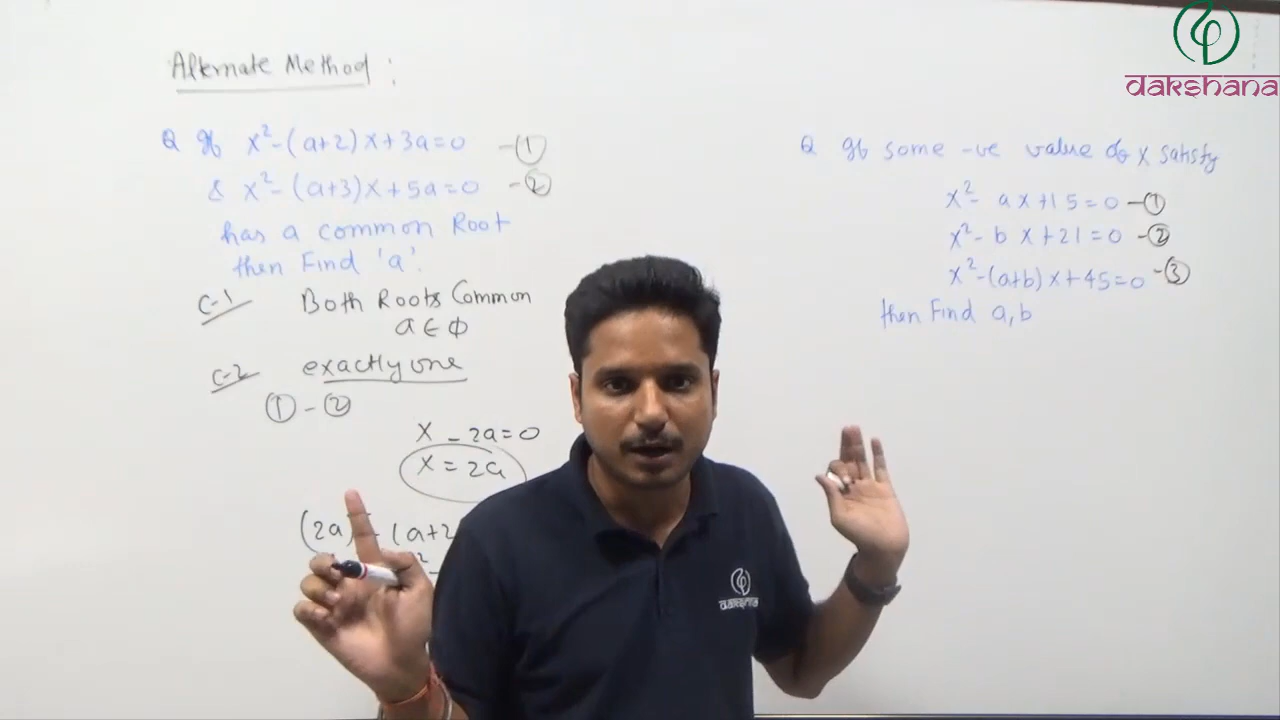 Alternate Method :
Q If x²-(a+2)x+3a=0 -①
& x²-(a+3)x+5a=0 -②
has a common Root
then Find 'a'.
C-1 Both Roots Common
a ∈ ϕ
C-2 exactly one
① - ②
x - 2a=0
x = 2a
(2a) - (a+2
Q If some -ve value of x satisfy
x²- ax+15=0 -①
x²- b x+21=0 -②
x²-(a+b)x+45=0 -③
then Find a,b
dakshana
dakshana